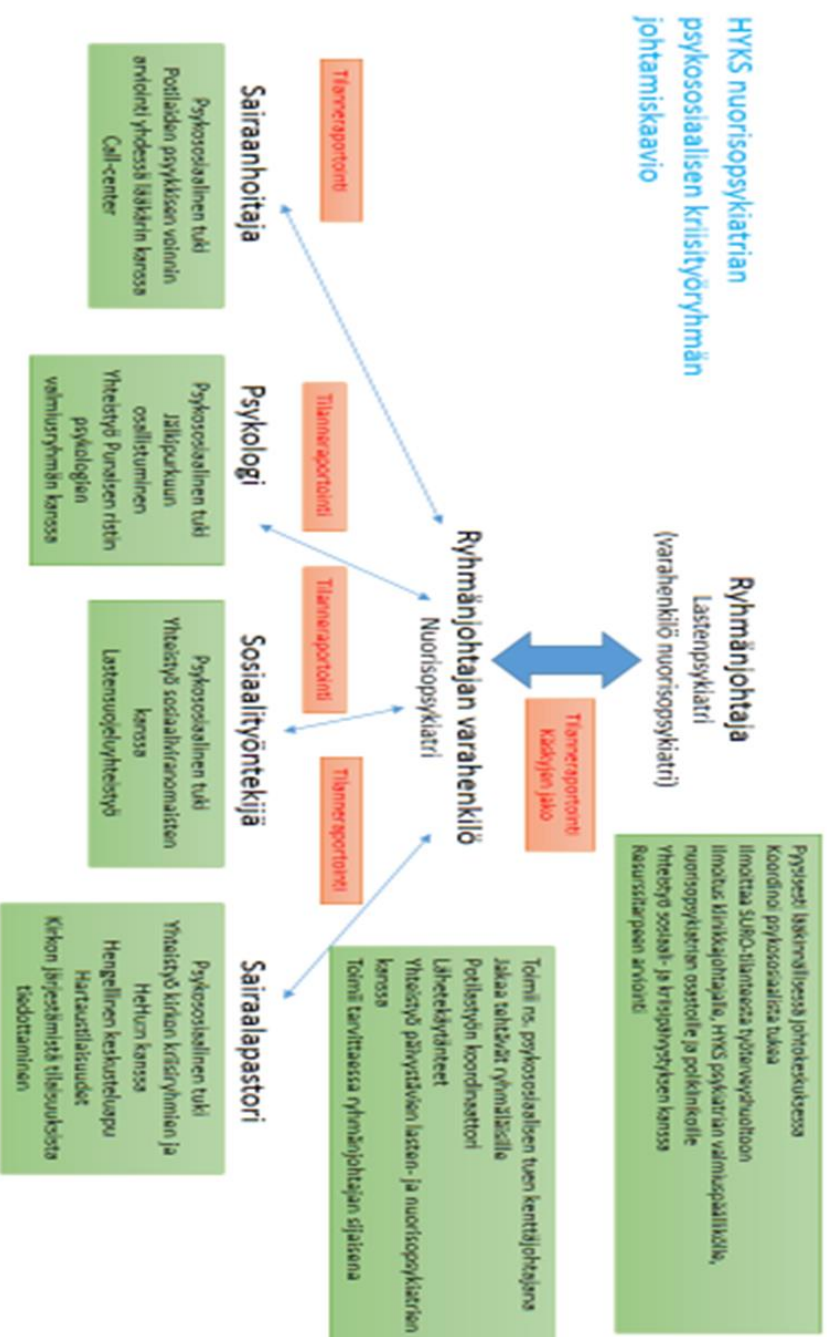 HYKS nuorisopsykiatrian
psykososiaalisen kriisityöryhmän
johtamiskaavio
Ryhmänjohtaja
Lastenpsykiatri
(varahenkilö nuorisopsykiatri)
Fyysisesti lääkinnällisessä johtokeskuksessa
Koordinoi psykososiaalista tukea
Ilmoittaa SURO-tilanteesta työterveyshuoltoon
Ilmoitus klinikkajohtajalle, HYKS psykiatrian valmiuspäällikölle,
nuorisopsykiatrian osastolle ja poliklinikolle
Yhteistyö sosiaali- ja kriisipäivystyksen kanssa
Resurssitarpeen arviointi
Tilanneraportointi
Käskyjen jako
Ryhmänjohtajan varahenkilö
Nuorisopsykiatri
Toimii ns. psykososiaalisen tuen kenttäjohtajana
Jakaa tehtävät ryhmäläisille
Potilastyön koordinaattori
Lähetekäytänteet
Yhteistyö päivystävien lasten- ja nuorisopsykiatrien
kanssa
Toimii tarvittaessa ryhmänjohtajan sijaisena
Tilanneraportointi
Tilanneraportointi
Tilanneraportointi
Tilanneraportointi
Sairaanhoitaja
Psykososiaalinen tuki
Potilaiden psyykkisen voinnin
arviointi yhdessä lääkärin kanssa
Call-center
Psykologi
Psykososiaalinen tuki
Jälkipurkuun
osallistuminen
Yhteistyö Punaisen ristin
psykologien
valmiusryhmän kanssa
Sosiaalityöntekijä
Psykososiaalinen tuki
Yhteistyö sosiaaliviranomaisten
kanssa
Lastensuojeluyhteistyö
Sairaalapastori
Psykososiaalinen tuki
Yhteistyö kirkon kriisiryhmien ja
HeHu:n kanssa
Hengellinen keskusteluapu
Hartaustilaisuudet
Kirkon järjestämistä tilaisuuksista
tiedottaminen